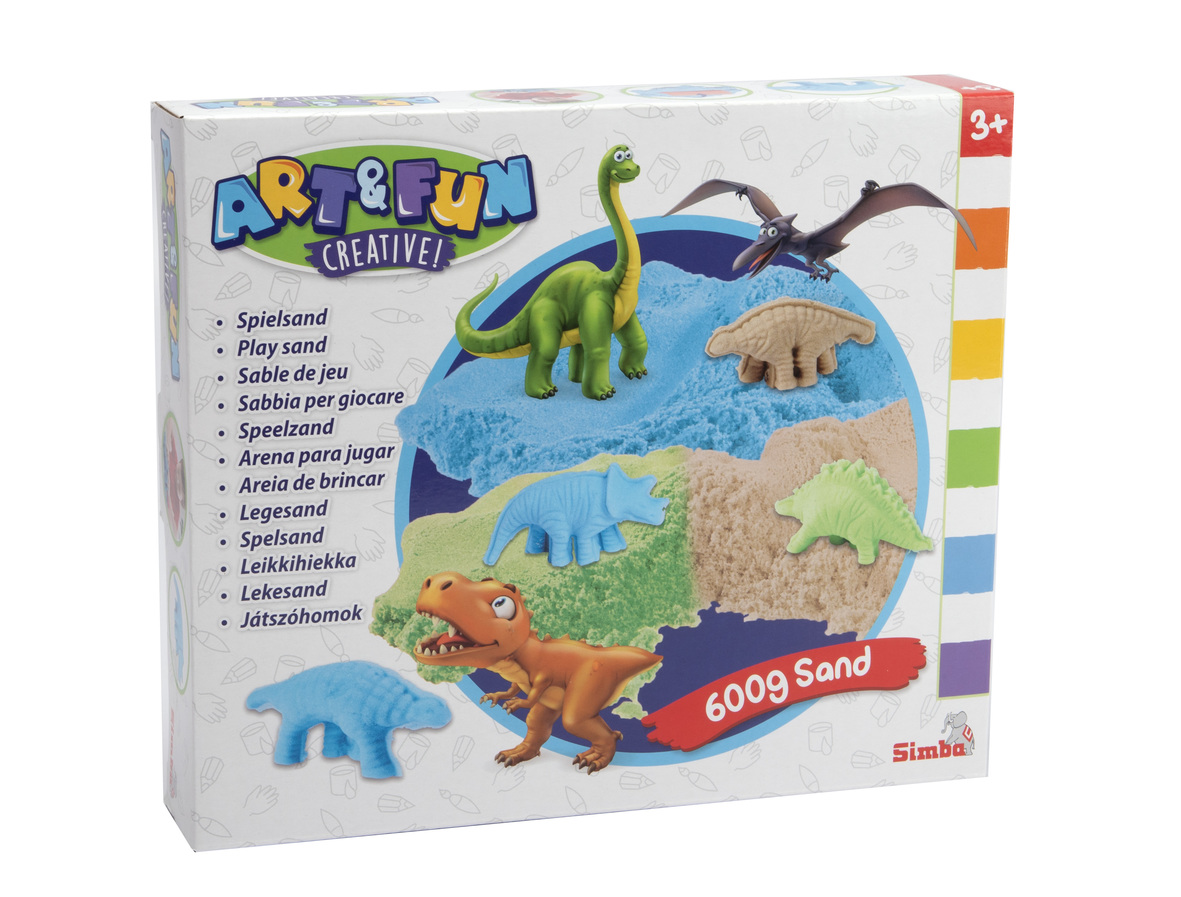 3+
ART&FUN
CREATIVE!
• Spielsand
• Play sand
• Sable de jeu
• Sabbia per giocare
• Speelzand
• Arena para jugar
• Areia de brincar
• Legesand
• Spelsand
• Leikkihiekka
• Lekesand
• Játszóhomok
600g Sand
Simba